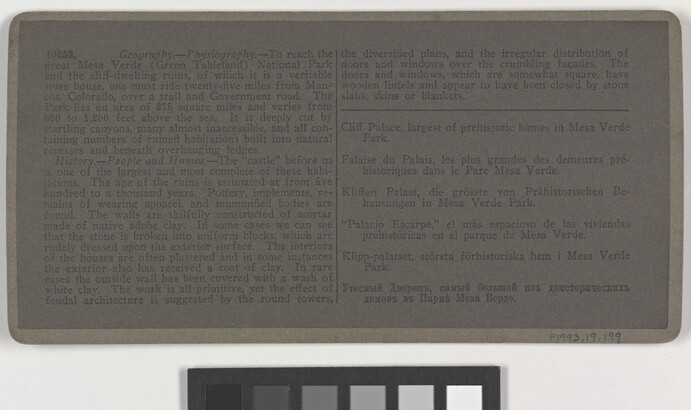 10858. Geography.—Physiography.—To reach the
great Mesa Verde (Green Tableland) National Park
and the cliff-dwelling ruins, of which it is a veritable
store house, one must ride twenty-five miles from Man-
cos, Colorado, over a trail and Government road. The
Park has an area of 375 square miles and varies from
600 to 1,200 feet above the sea. It is deeply cut by
startling canyons, many almost inaccessible, and all con-
taining numbers of ruined habitations built into natural
recesses and beneath overhanging ledges.
History.—People and Homes.—The "castle" before us
is one of the largest and most complete of these habi-
tations. The age of the ruins is estimated at from five
hundred to a thousand years. Pottery, implements, re-
mains of wearing apparel, and mummified bodies are
found. The walls are skilfully constructed of mortar
made of native adobe clay. In some cases we can see
that the stone is broken into uniform blocks, which are
rudely dressed upon the exterior surface. The interiors
of the houses are often plastered and in some instances
the exterior also has received a coat of clay. In rare
cases the outside wall has been covered with a wash of
white clay. The work is all primitive, yet the effect of
feudal architecture is suggested by the round towers,
the diversified plans, and the irregular distribution of
doors and windows over the crumbling façades. The
doors and windows, which are somewhat square, have
wooden lintels and appear to have been closed by stone
slabs, skins or blankets.
Cliff Palace, largest of prehistoric homes in Mesa Verde
Park.
Falaise du Palais, les plus grandes des demeures pré-
historiques dans le Parc Mesa Verde.
Kliffen Palast, die grösste von Prähistorischen Be-
hausungen in Mesa Verde Park.
"Palacio Escarpe," el más espacioso de las viviendas
prehistóricas en el parque de Mesa Verde.
Klipp-palatset, största förhistoriska hem i Mesa Verde
Park
Утесный Дворецъ, самый большой изъ доисторическихъ
домовъ въ Паркѣ Меза Верде.
P1993.19.199